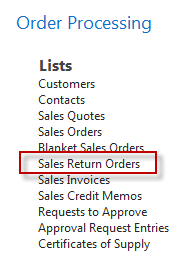 Order Processing
Lists
Customers
Contacts
Sales Quotes
Sales Orders
Blanket Sales Orders
Sales Return Orders
Sales Invoices
Sales Credit Memos
Requests to Approve
Approval Request Entries
Certificates of Supply